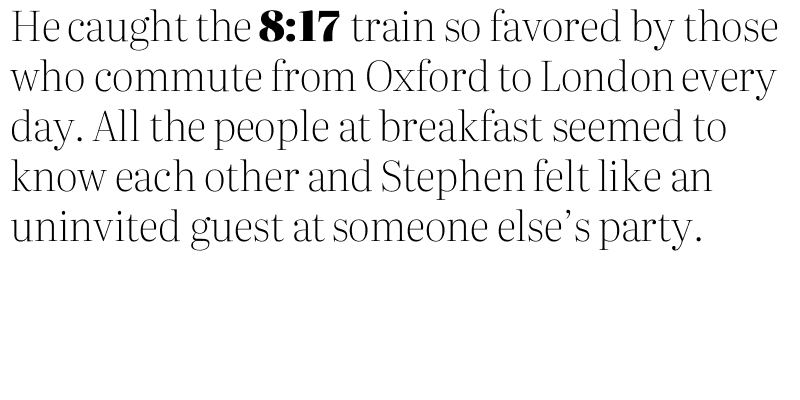 He caught the 8:17 train so favored by those
who commute from Oxford to London every
day. All the people at breakfast seemed to
know each other and Stephen felt like an
uninvited guest at someone else’s party.